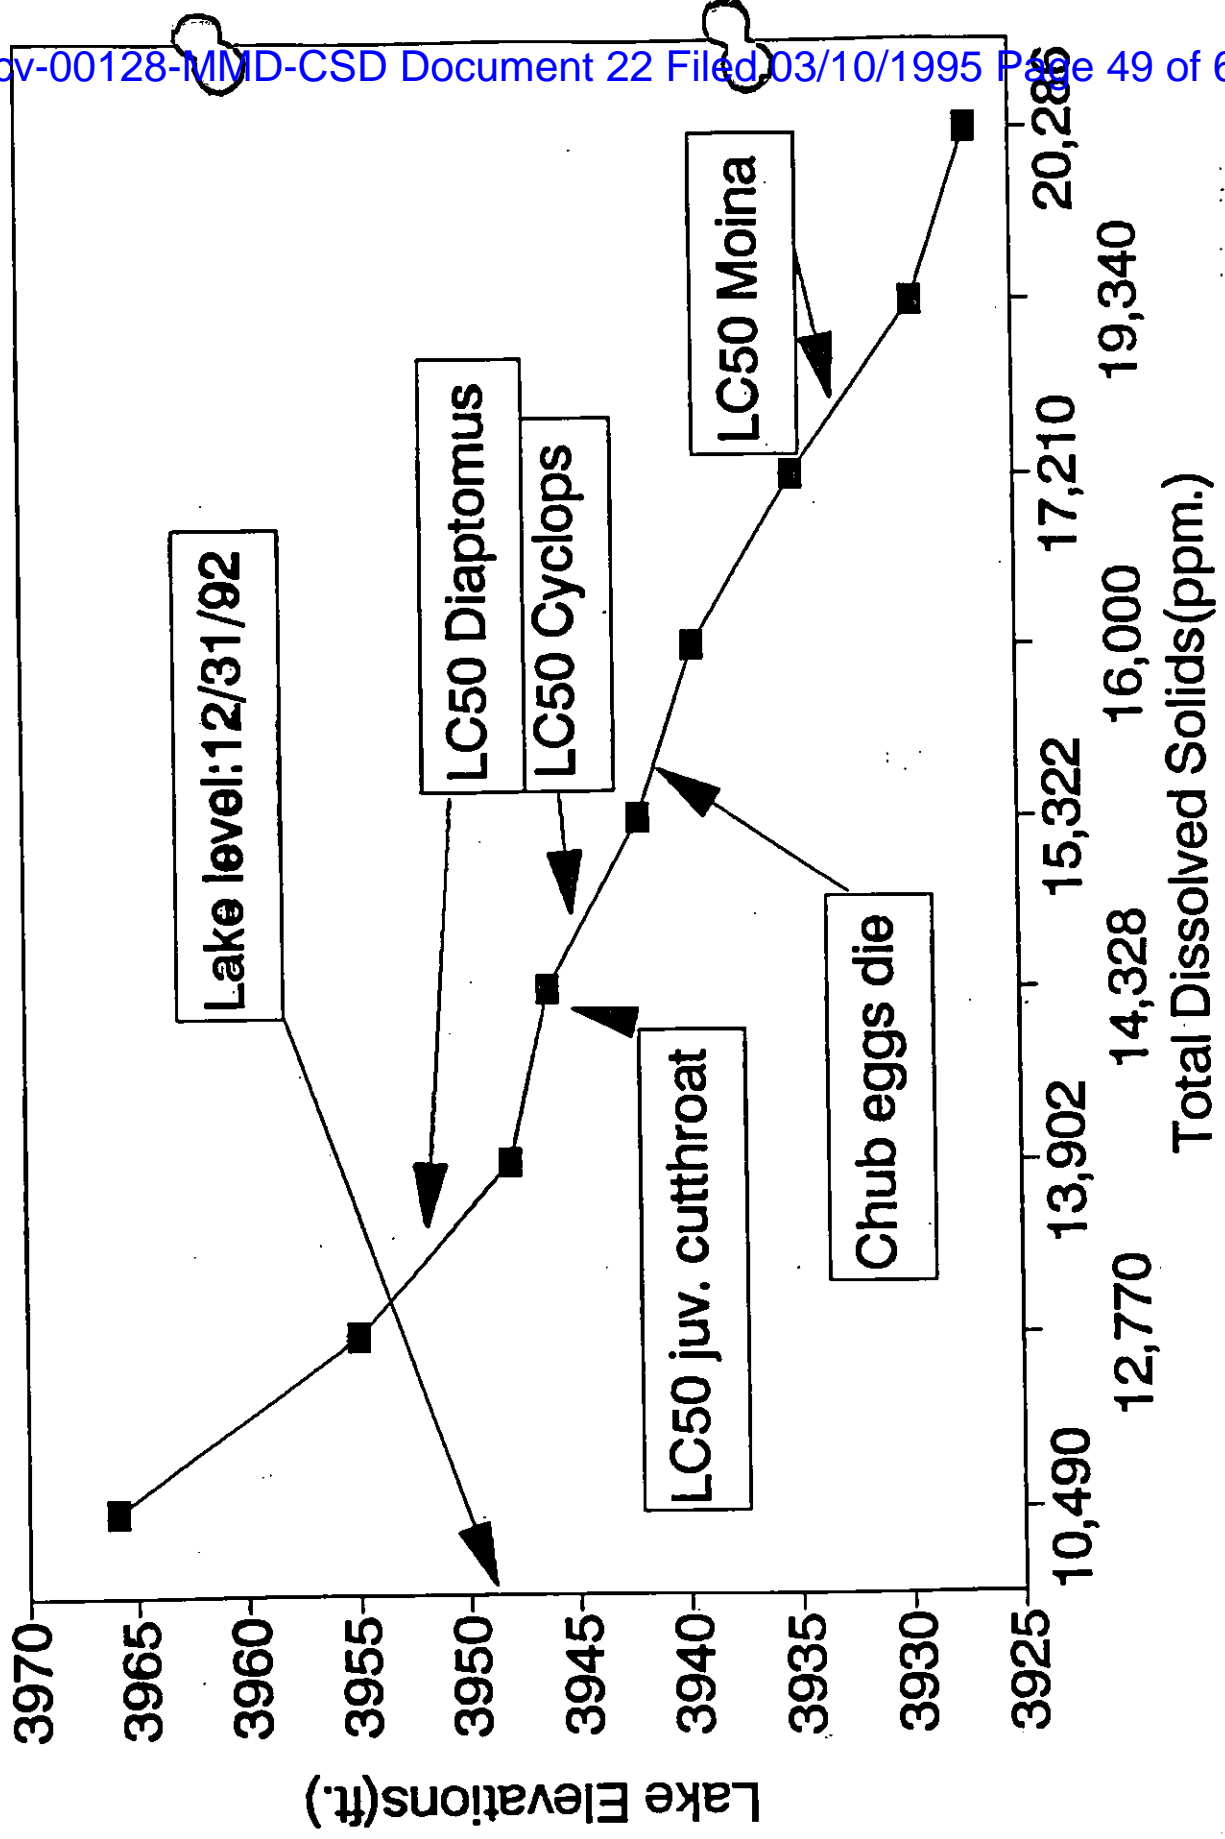 cv-00128-MMD-CSD Document 22 Filed 03/10/1995 Page 49 of 6
Lake Elevations(ft.)
3970
3965
3960
3955
3950
3945
3940
3935
3930
3925
Lake level:12/31/92
LC50 Diaptomus
LC50 Cyclops
LC50 Moina
LC50 juv. cutthroat
Chub eggs die
10,490
12,770
13,902
14,328
15,322
16,000
17,210
19,340
Total Dissolved Solids(ppm.)